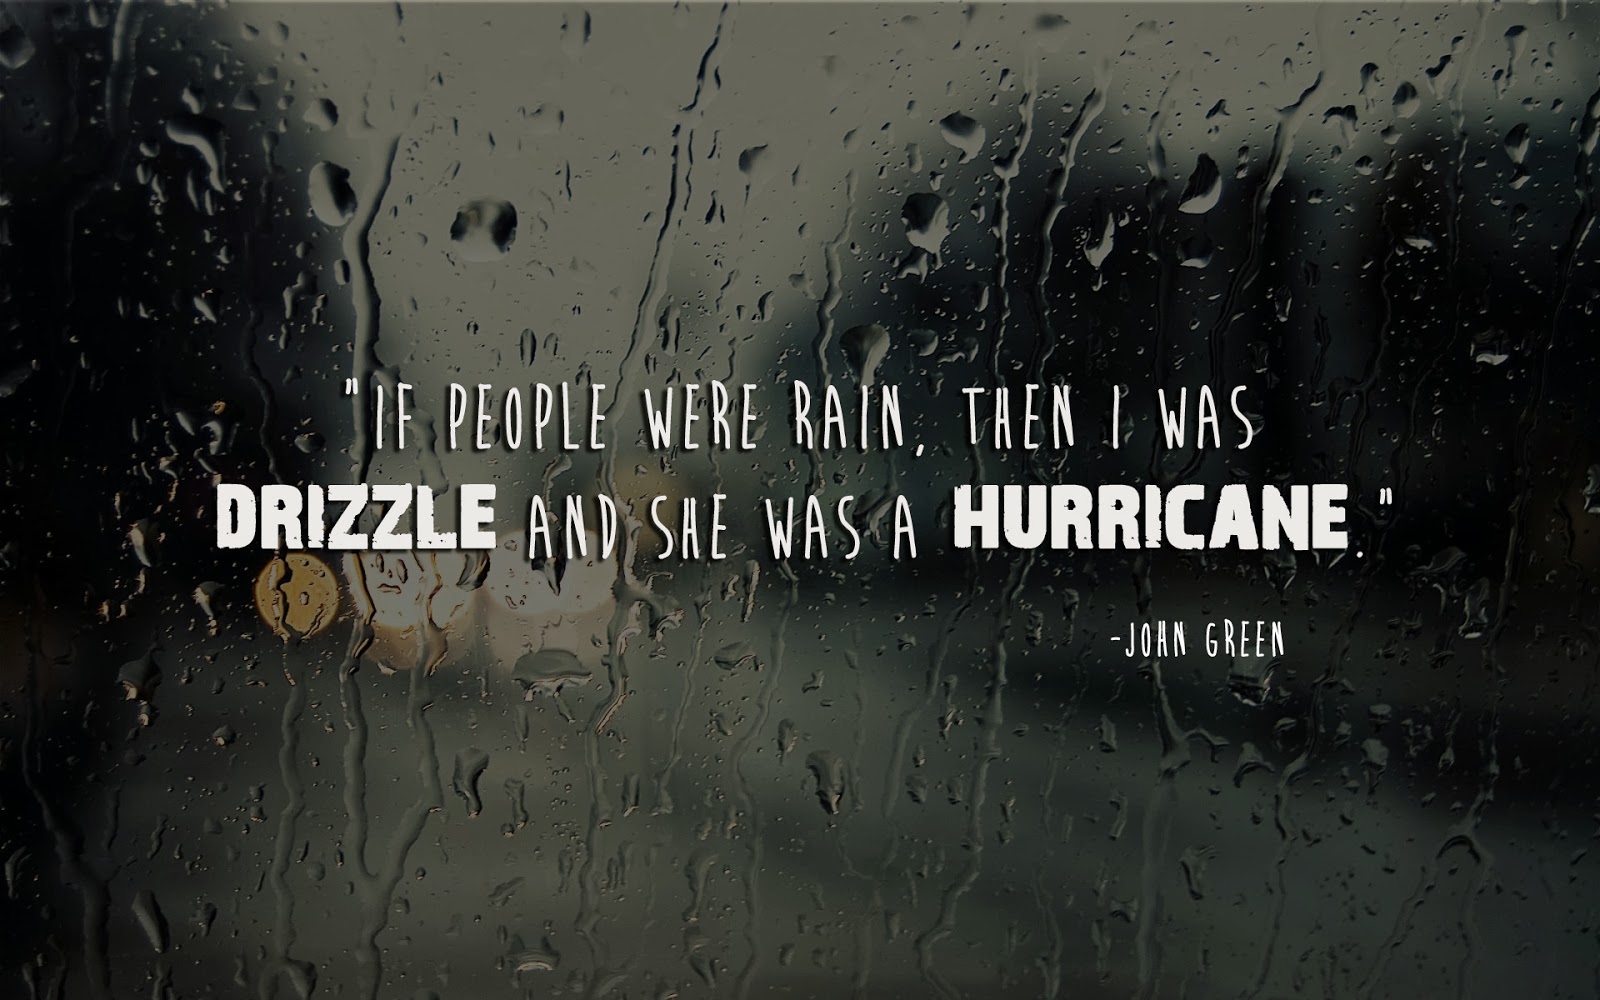 "IF PEOPLE WERE RAIN, THEN I WAS
DRIZZLE AND SHE WAS A HURRICANE."
-JOHN GREEN